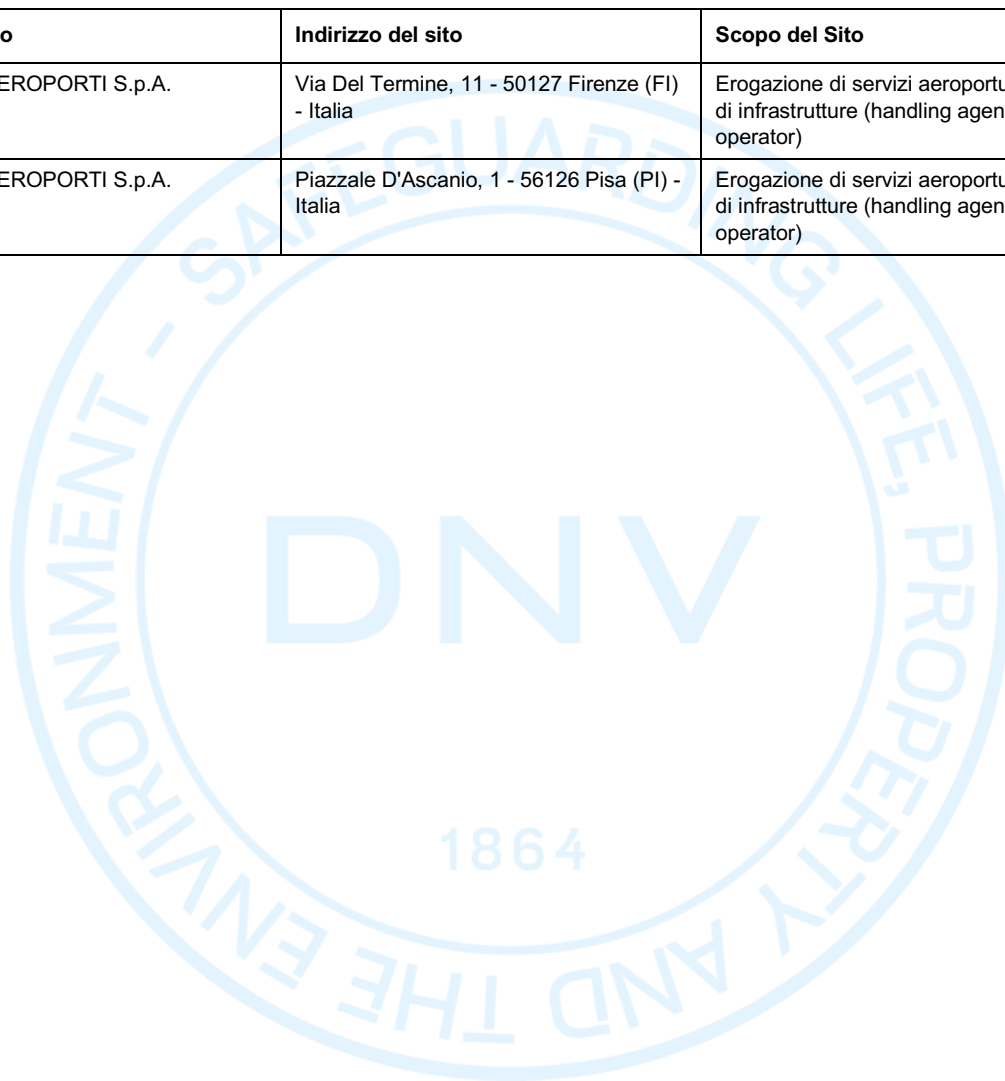 o Indirizzo del sito Scopo del Sito
EROPORTI S.p.A. Via Del Termine, 11 - 50127 Firenze (FI) Erogazione di servizi aeroportu
- Italia di infrastrutture (handling agen
operator)
EROPORTI S.p.A. Piazzale D'Ascanio, 1 - 56126 Pisa (PI) - Erogazione di servizi aeroportu
Italia di infrastrutture (handling agen
operator)
SAFEGUARDING LIFE, PROPERTY AND THE ENVIRONMENT -
DNV
1864